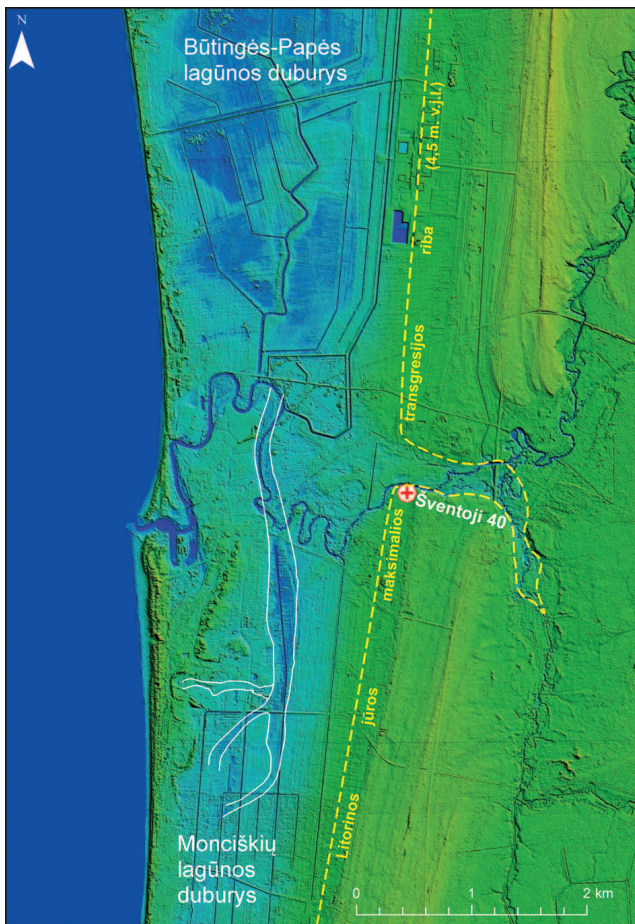 N
Būtingės-Papės
lagūnos duburys
Litorinos jūros maksimalios transgresijos riba (4,5 m. v.j.l.)
Šventoji 40
Monciškių
lagūnos
duburys
0 1 2 km